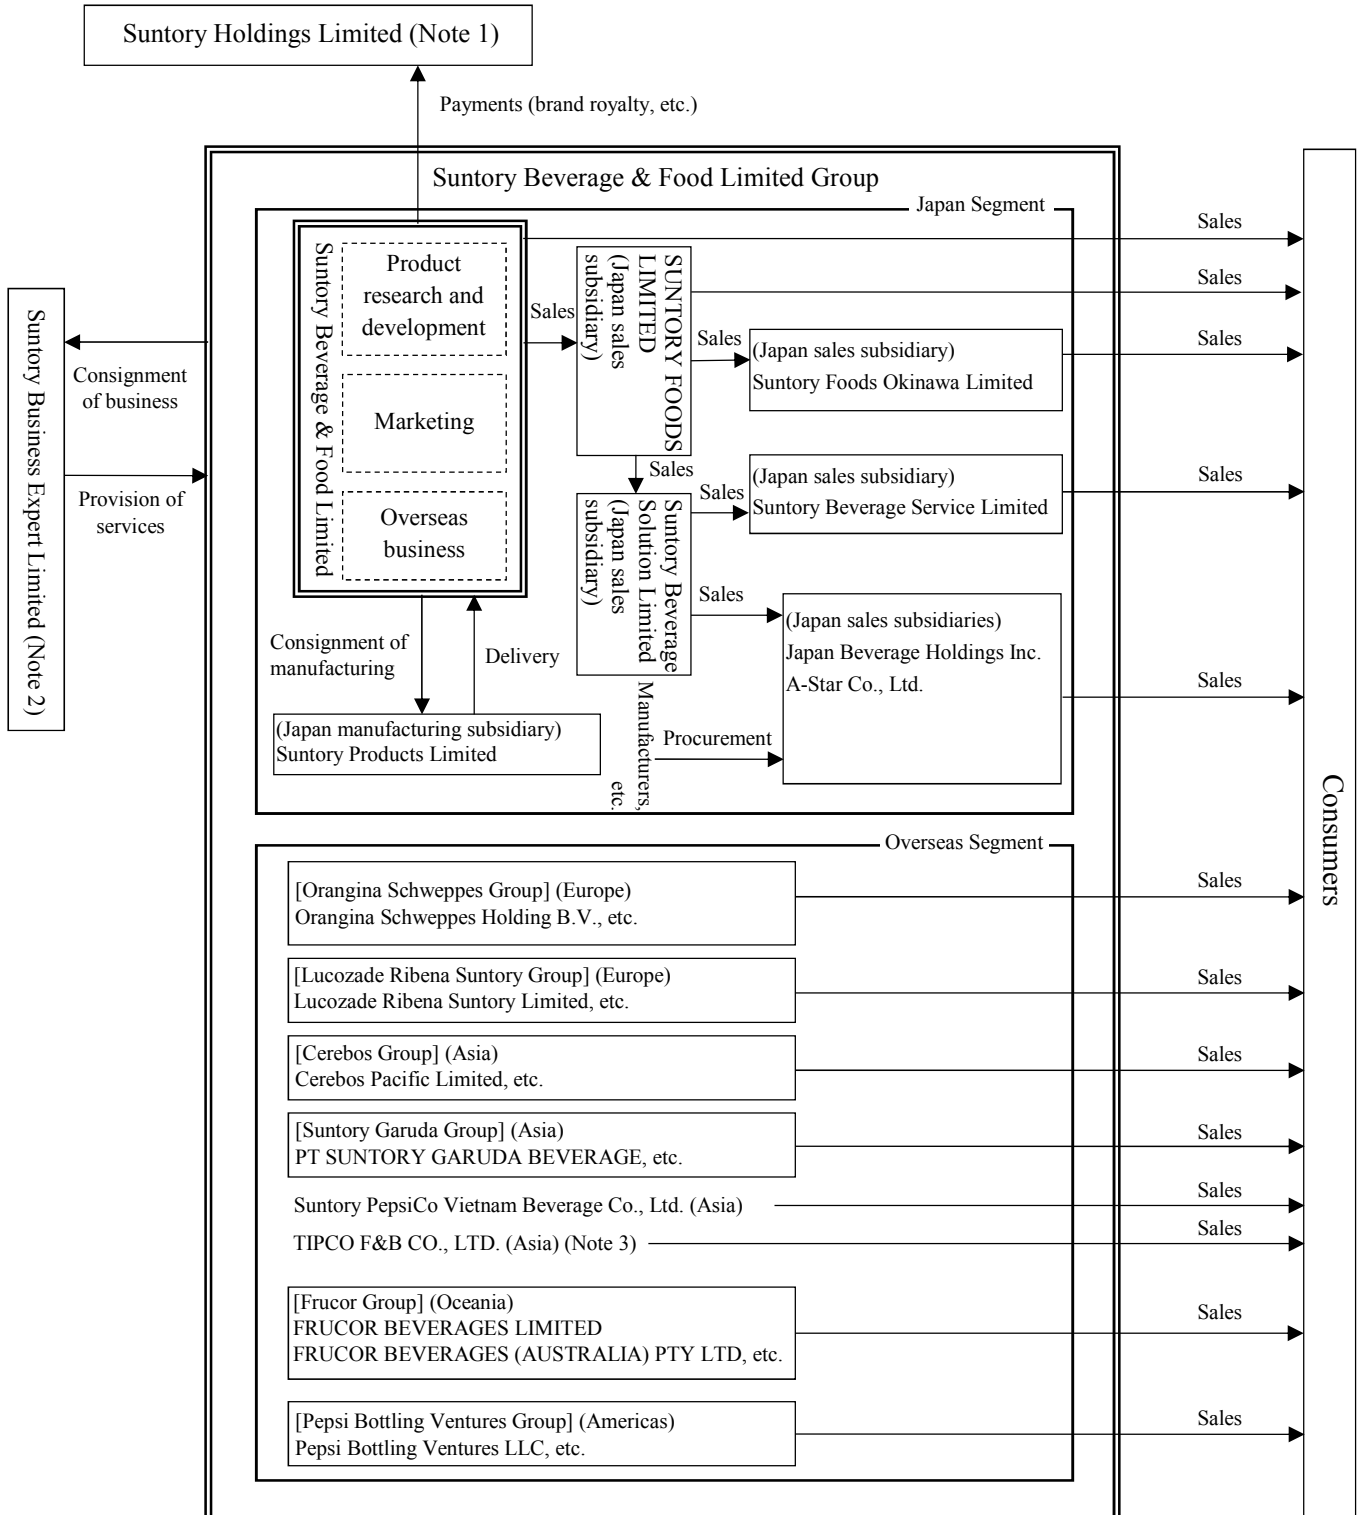 Suntory Holdings Limited (Note 1)
Payments (brand royalty, etc.)
Suntory Beverage & Food Limited Group
Japan Segment
Suntory Beverage & Food Limited
Product
research and
development
Marketing
Overseas
business
Sales
SUNTORY FOODS
LIMITED
(Japan sales
subsidiary)
Sales
Sales
Sales
(Japan sales subsidiary)
Suntory Foods Okinawa Limited
Sales
Sales
Suntory Beverage
Solution Limited
(Japan sales
subsidiary)
Sales
(Japan sales subsidiary)
Suntory Beverage Service Limited
Sales
Sales
(Japan sales subsidiaries)
Japan Beverage Holdings Inc.
A-Star Co., Ltd.
Sales
Manufacturers,
etc.
Procurement
Consignment of
manufacturing
Delivery
(Japan manufacturing subsidiary)
Suntory Products Limited
Suntory Business Expert Limited (Note 2)
Consignment
of business
Provision of
services
Consumers
Overseas Segment
[Orangina Schweppes Group] (Europe)
Orangina Schweppes Holding B.V., etc.
Sales
[Lucozade Ribena Suntory Group] (Europe)
Lucozade Ribena Suntory Limited, etc.
Sales
[Cerebos Group] (Asia)
Cerebos Pacific Limited, etc.
Sales
[Suntory Garuda Group] (Asia)
PT SUNTORY GARUDA BEVERAGE, etc.
Sales
Suntory PepsiCo Vietnam Beverage Co., Ltd. (Asia)
Sales
TIPCO F&B CO., LTD. (Asia) (Note 3)
Sales
[Frucor Group] (Oceania)
FRUCOR BEVERAGES LIMITED
FRUCOR BEVERAGES (AUSTRALIA) PTY LTD, etc.
Sales
[Pepsi Bottling Ventures Group] (Americas)
Pepsi Bottling Ventures LLC, etc.
Sales